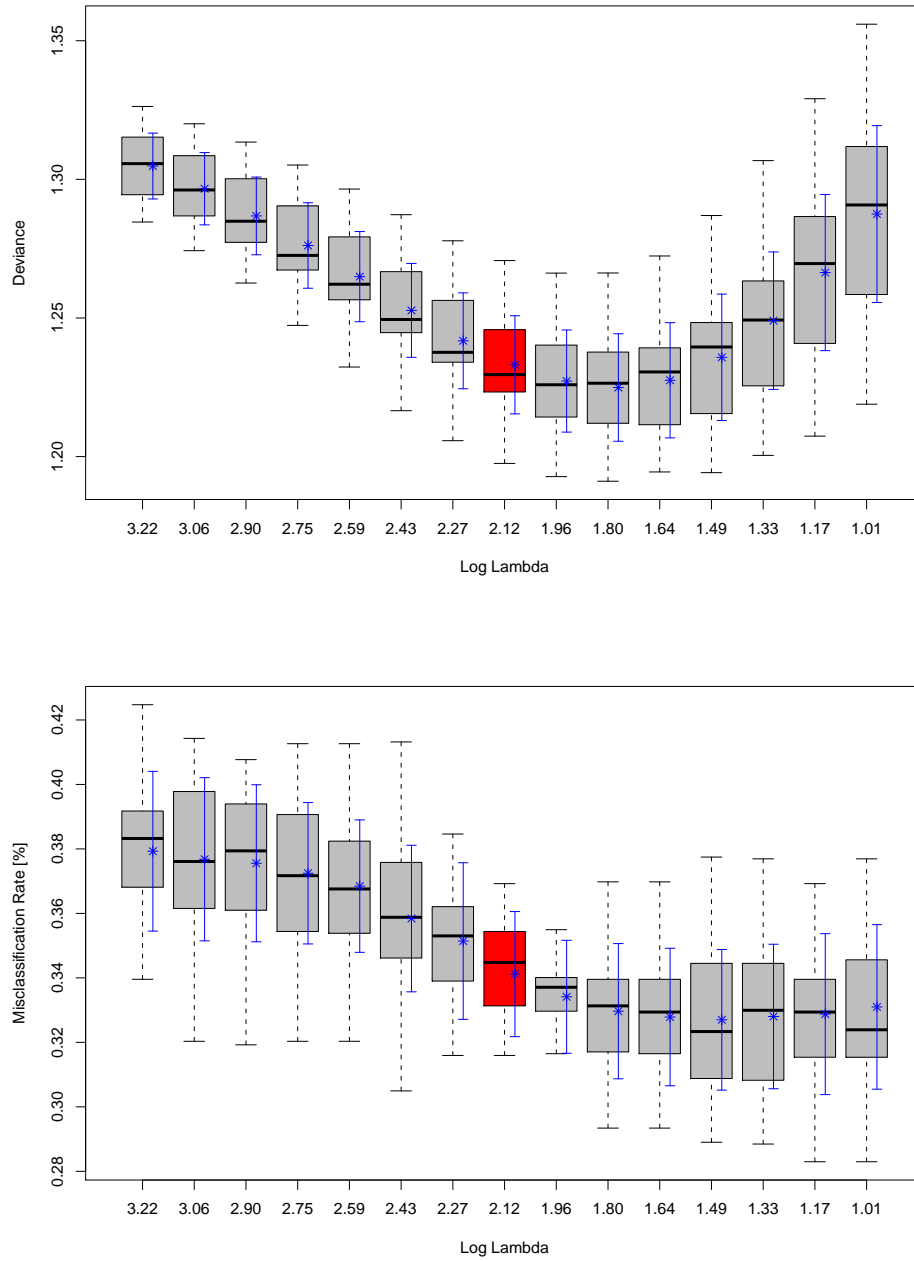 1.35
1.30
1.25
1.20
Deviance
3.22 3.06 2.90 2.75 2.59 2.43 2.27 2.12 1.96 1.80 1.64 1.49 1.33 1.17 1.01
Log Lambda
0.42
0.40
0.38
0.36
0.34
0.32
0.30
0.28
Misclassification Rate [%]
3.22 3.06 2.90 2.75 2.59 2.43 2.27 2.12 1.96 1.80 1.64 1.49 1.33 1.17 1.01
Log Lambda